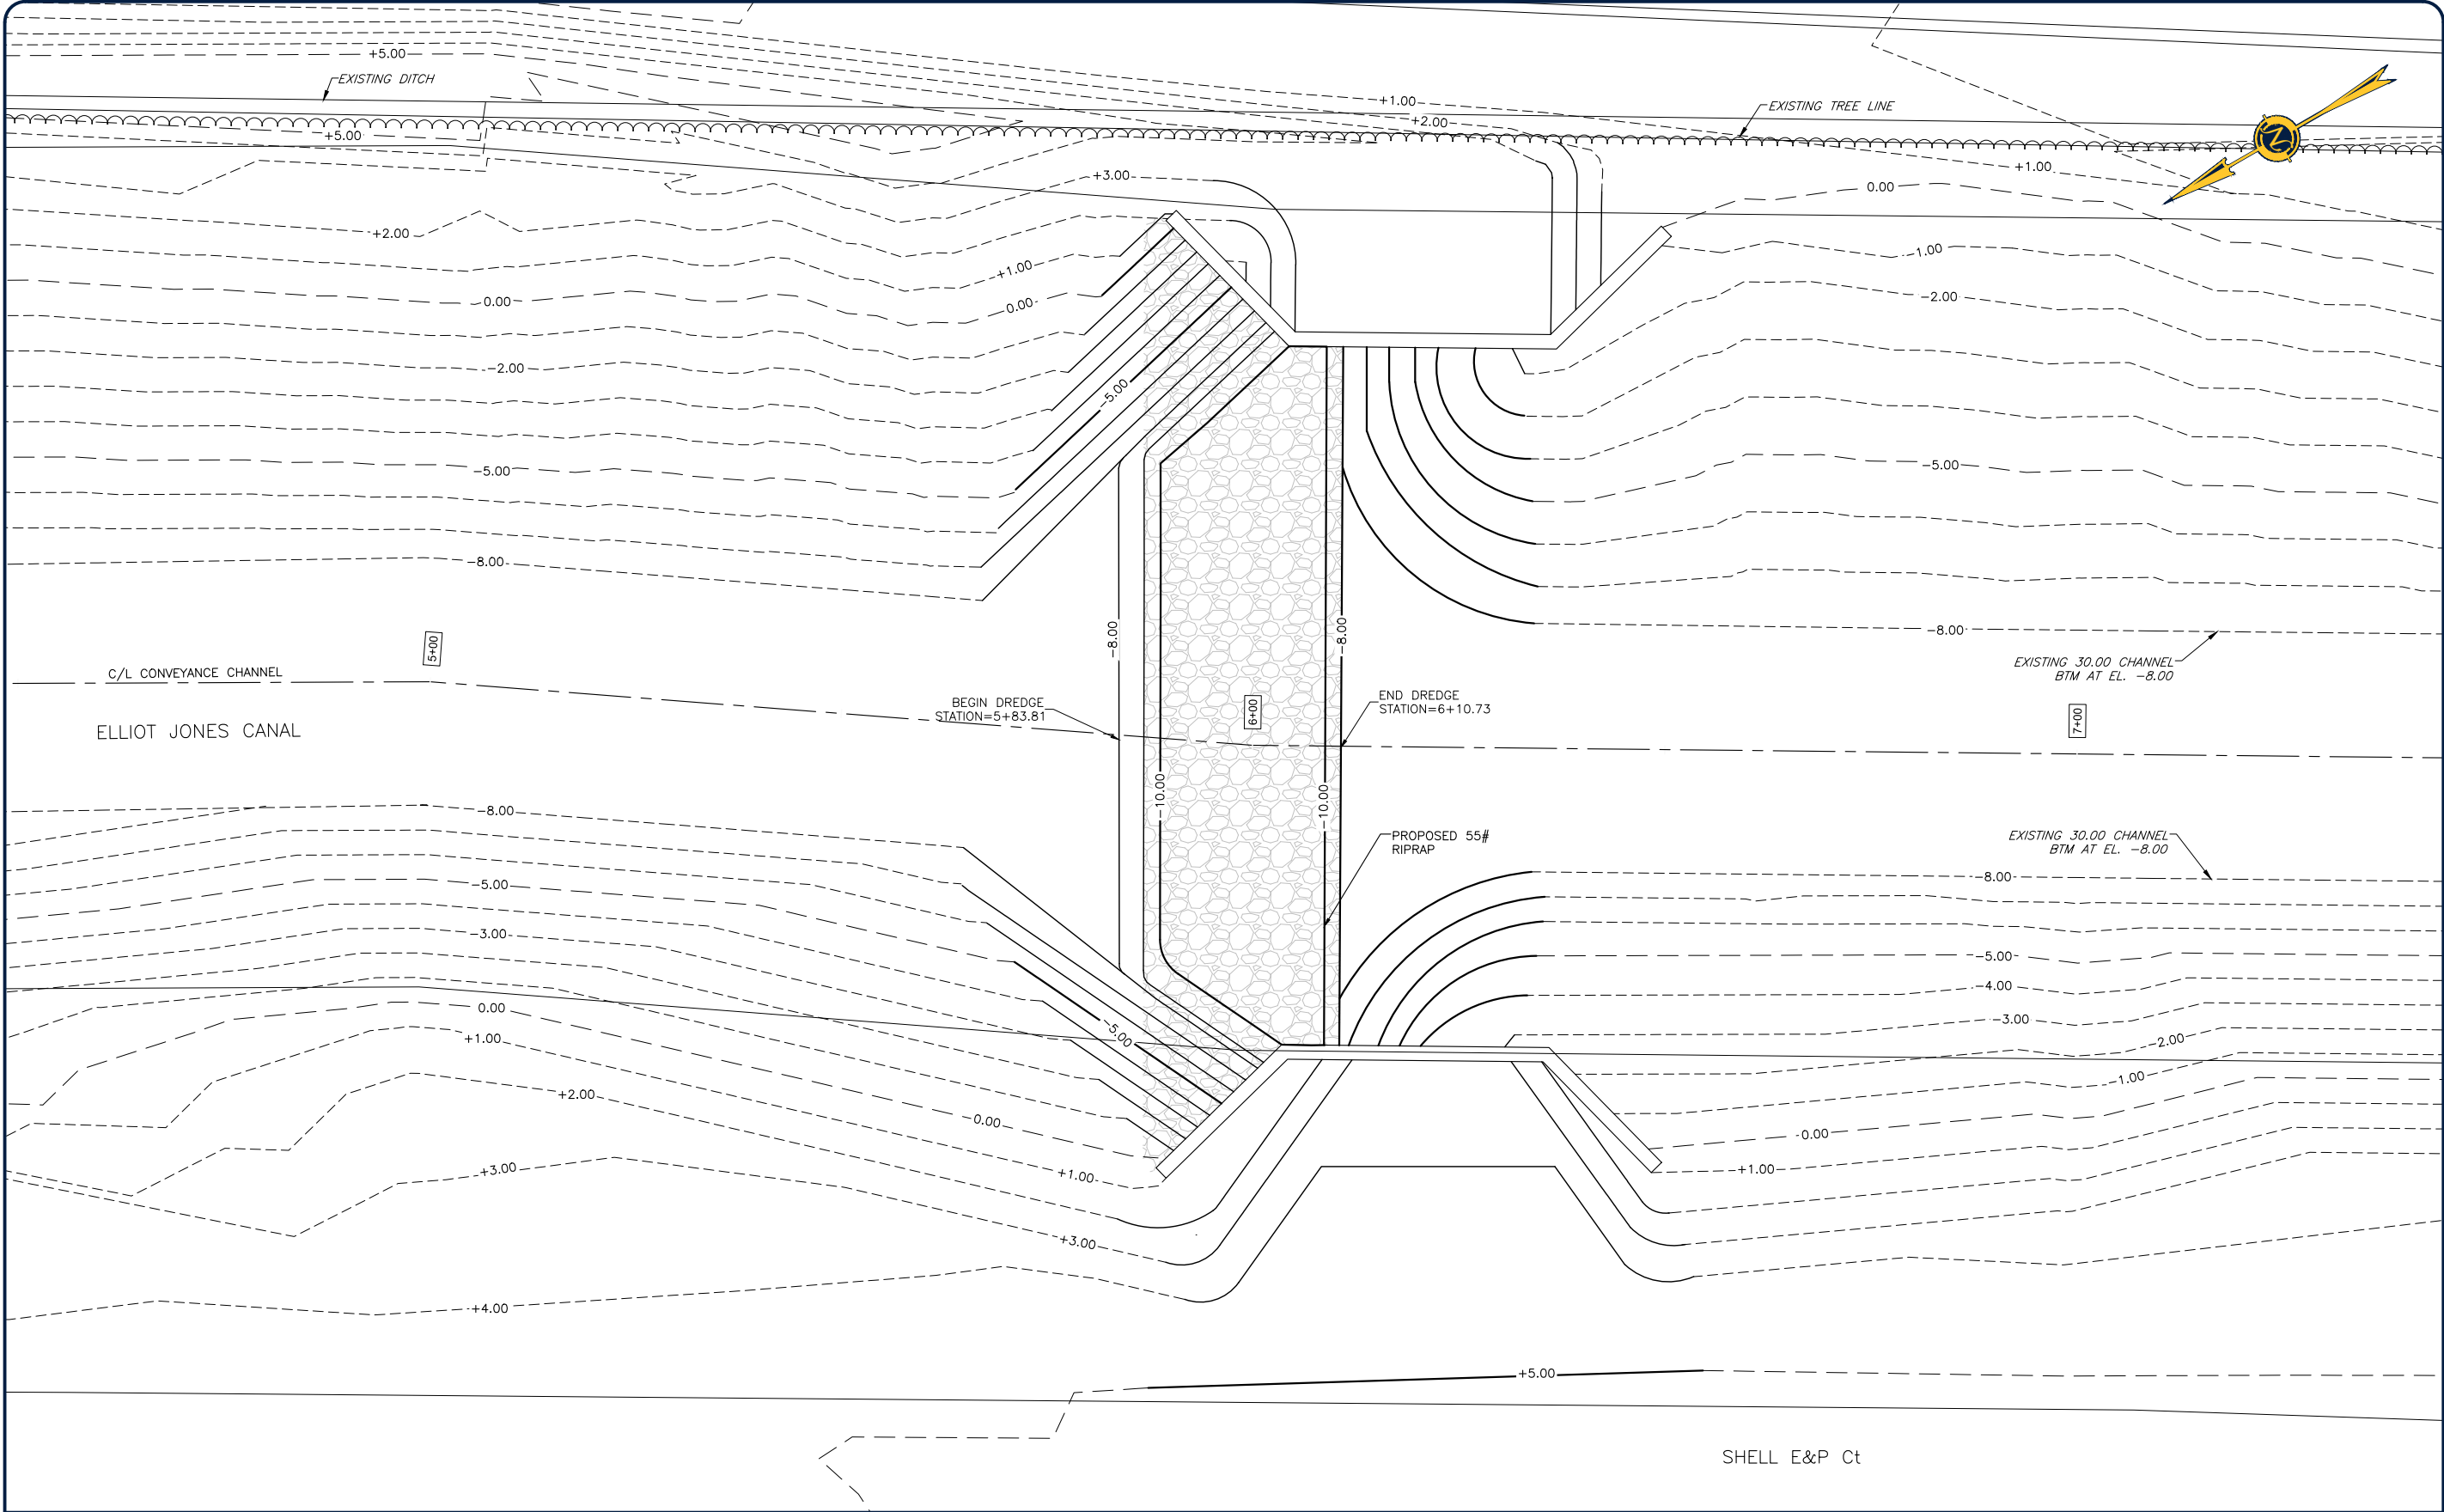 +5.00
EXISTING DITCH
+1.00
+2.00
EXISTING TREE LINE
+5.00
+3.00
+1.00
0.00
N
+2.00
+1.00
-1.00
0.00
0.00
-2.00
-2.00
-5.00
-5.00
-5.00
-8.00
-8.00
-8.00
-8.00
5+00
C/L CONVEYANCE CHANNEL
EXISTING 30.00 CHANNEL
BTM AT EL. -8.00
ELLIOT JONES CANAL
BEGIN DREDGE
STATION=5+83.81
6+00
END DREDGE
STATION=6+10.73
7+00
-10.00
-10.00
-8.00
PROPOSED 55#
RIPRAP
EXISTING 30.00 CHANNEL
BTM AT EL. -8.00
-8.00
-5.00
-3.00
-5.00
-4.00
0.00
-3.00
+1.00
-5.00
-2.00
-1.00
+2.00
0.00
-0.00
+3.00
+1.00
+1.00
+3.00
+4.00
+5.00
SHELL E&P Ct